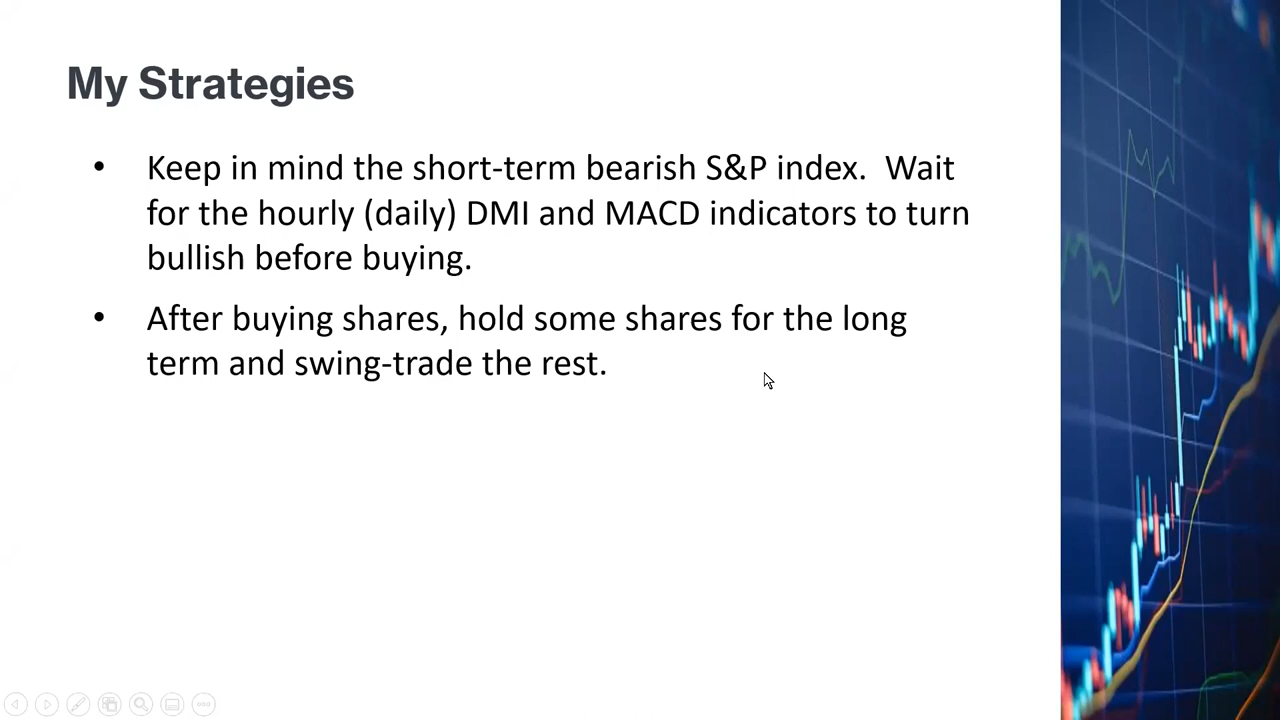 My Strategies
• Keep in mind the short-term bearish S&P index.  Wait
for the hourly (daily) DMI and MACD indicators to turn
bullish before buying.
• After buying shares, hold some shares for the long
term and swing-trade the rest.